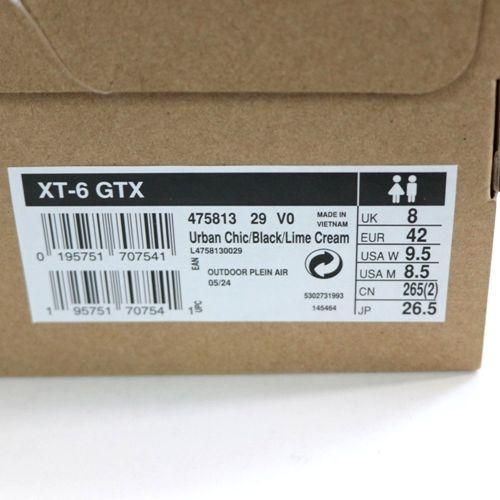 XT-6 GTX
475813 29 V0
MADE IN
VIETNAM
Urban Chic/Black/Lime Cream
L4758130029
0 195751 707541
EAN
OUTDOOR PLEIN AIR
05/24
1 95751 70754 1
UPC
5302731993
145464
UK 8
EUR 42
USA W 9.5
USA M 8.5
CN 265(2)
JP 26.5